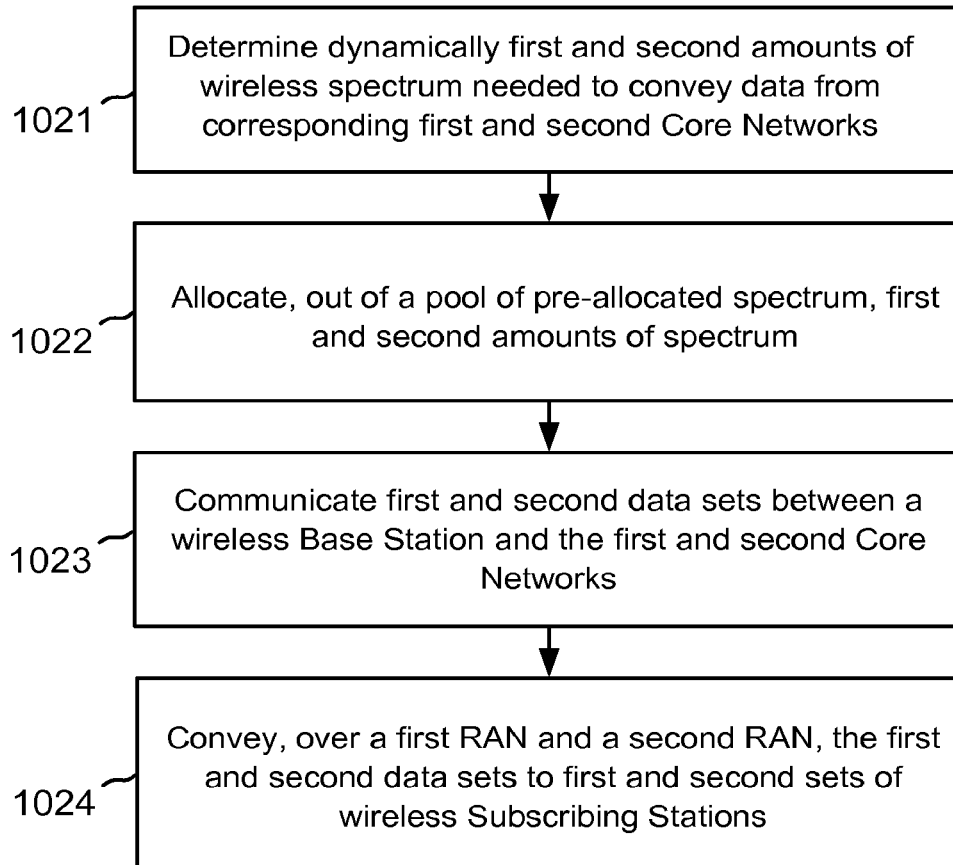 Determine dynamically first and second amounts of
wireless spectrum needed to convey data from
corresponding first and second Core Networks
1021
Allocate, out of a pool of pre-allocated spectrum, first
and second amounts of spectrum
1022
Communicate first and second data sets between a
wireless Base Station and the first and second Core
Networks
1023
Convey, over a first RAN and a second RAN, the first
and second data sets to first and second sets of
wireless Subscribing Stations
1024